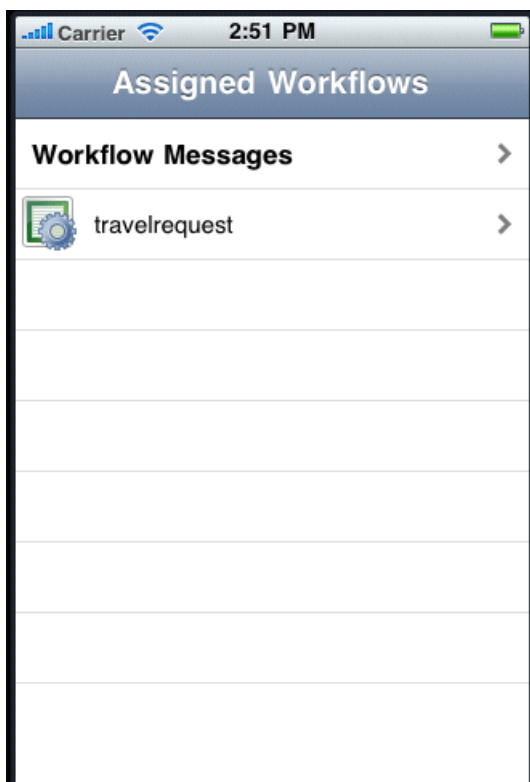 Carrier 2:51 PM
Assigned Workflows
Workflow Messages
travelrequest